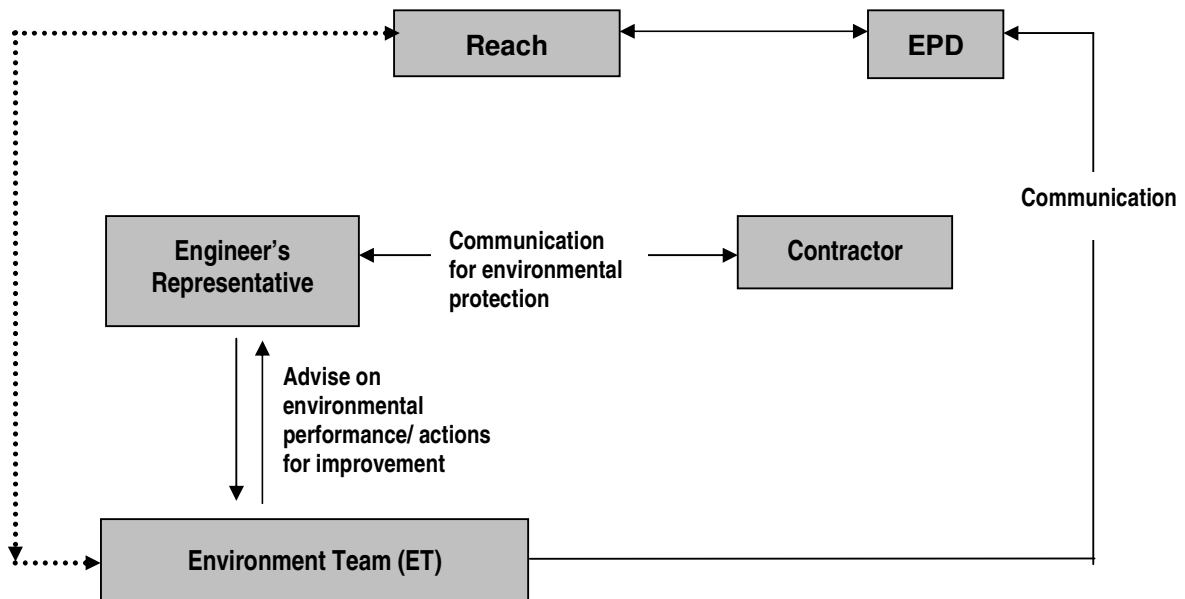 Reach
EPD
Communication
Engineer's
Representative
Communication
for environmental
protection
Contractor
Advise on
environmental
performance/ actions
for improvement
Environment Team (ET)